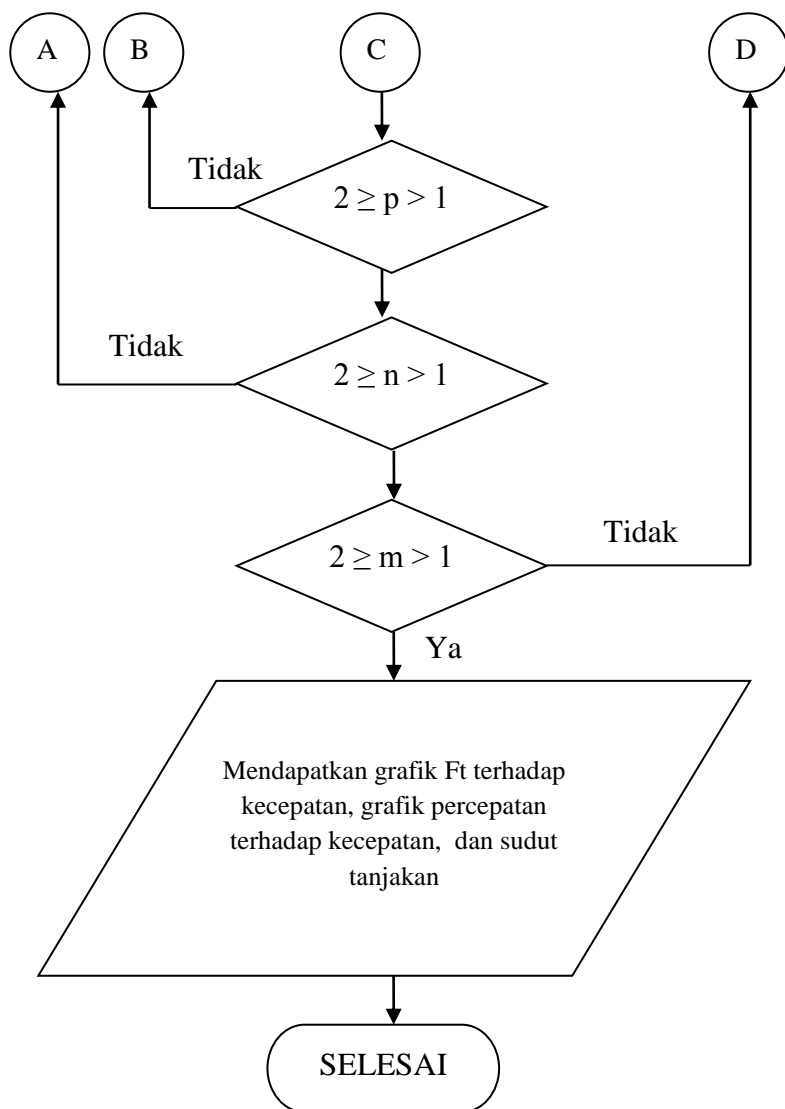 A
B
C
D
Tidak
2 ≥ p > 1
Tidak
2 ≥ n > 1
Tidak
2 ≥ m > 1
Ya
Mendapatkan grafik Ft terhadap
kecepatan, grafik percepatan
terhadap kecepatan, dan sudut
tanjakan
SELESAI